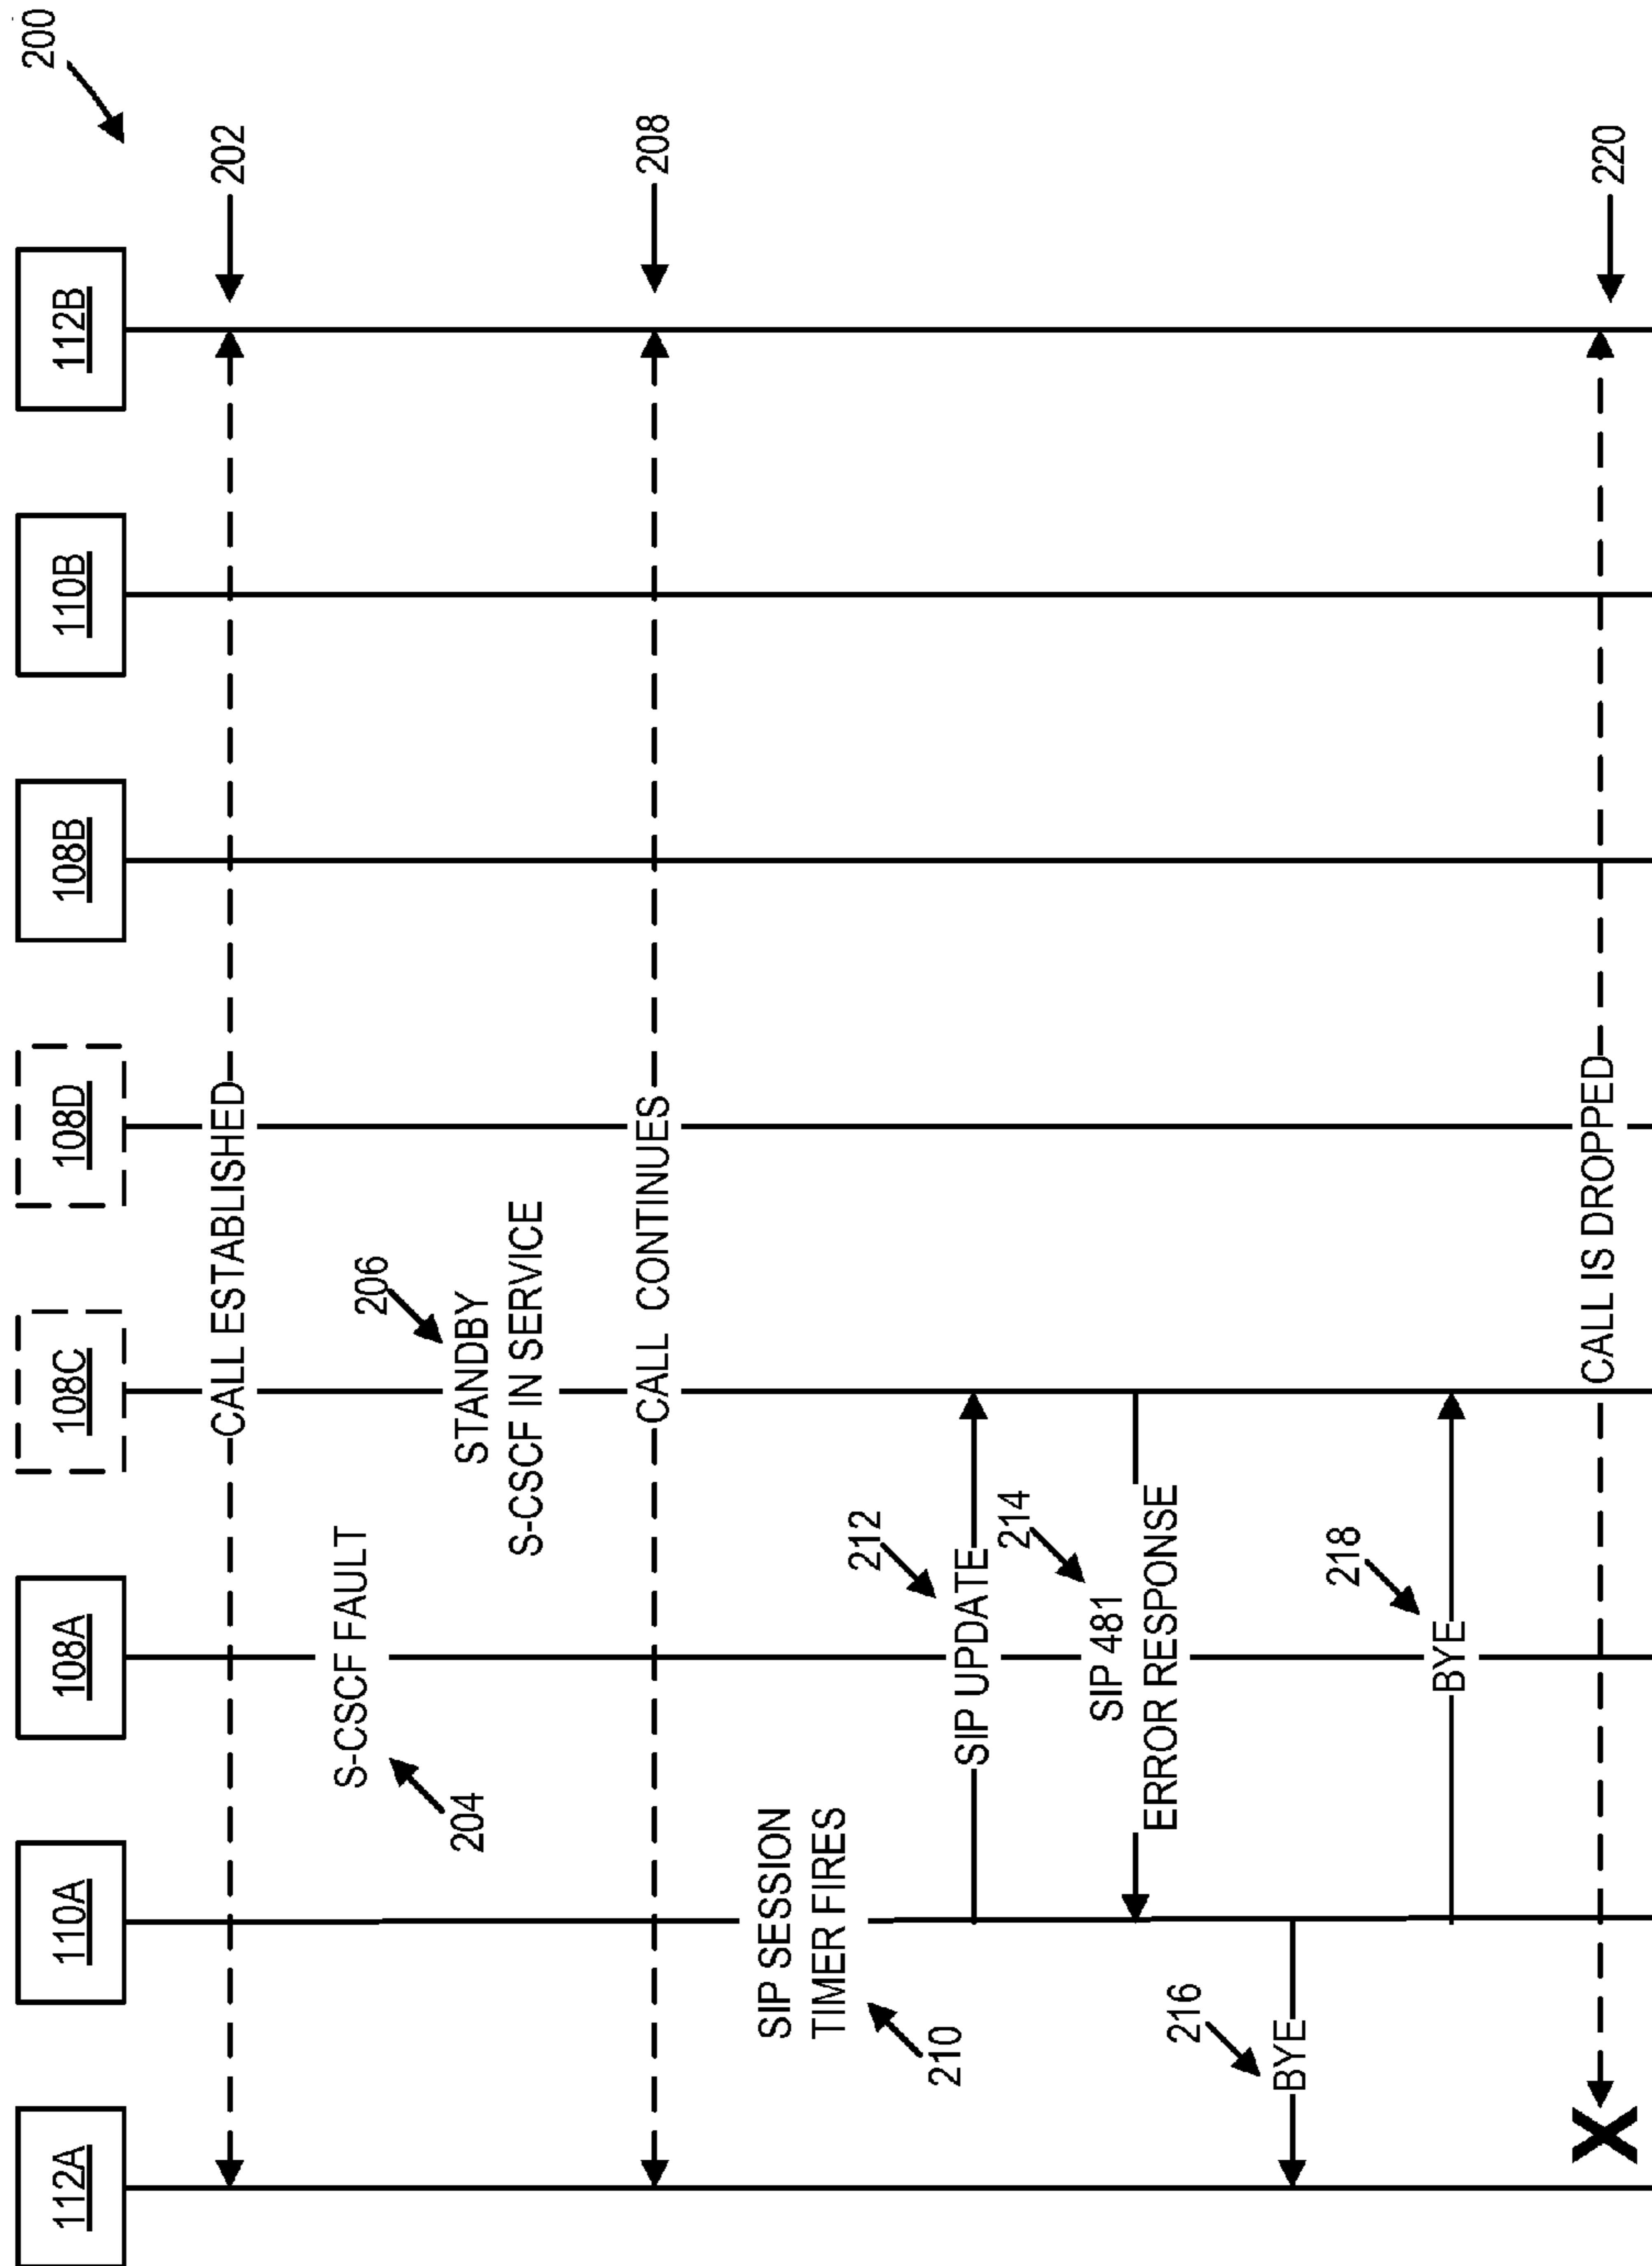 200
112A
110A
108A
108C
108D
108B
110B
112B
CALL ESTABLISHED
202
S-CSCF FAULT
204
206
STANDBY
S-CSCF IN SERVICE
CALL CONTINUES
208
SIP SESSION
TIMER FIRES
210
212
SIP UPDATE
214
SIP 481
ERROR RESPONSE
216
BYE
218
BYE
X
CALL IS DROPPED
220